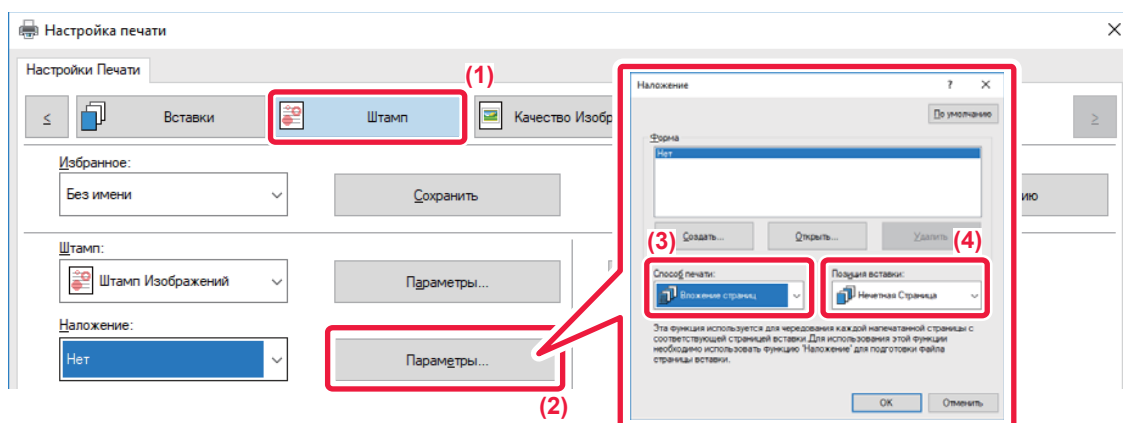 Настройка печати
Настройки Печати
(1)
<
Вставки
Штамп
Качество Изобр
>
Избранное:
Без имени
Сохранить
ию
Штамп:
Штамп Изображений
Параметры...
Наложение:
Нет
Параметры...
(2)
Наложение
?
По умолчанию
Форма
Нет
Создать...
Открыть...
Удалить
(3)
(4)
Способ печати:
Вложение страниц
Позиция вставки:
Нечетная Страница
Эта функция используется для чередования каждой напечатанной страницы с
соответствующей страницей вставки.Для использования этой функции
необходимо использовать функцию 'Наложение' для подготовки файла
страницы вставки.
OK
Отменить